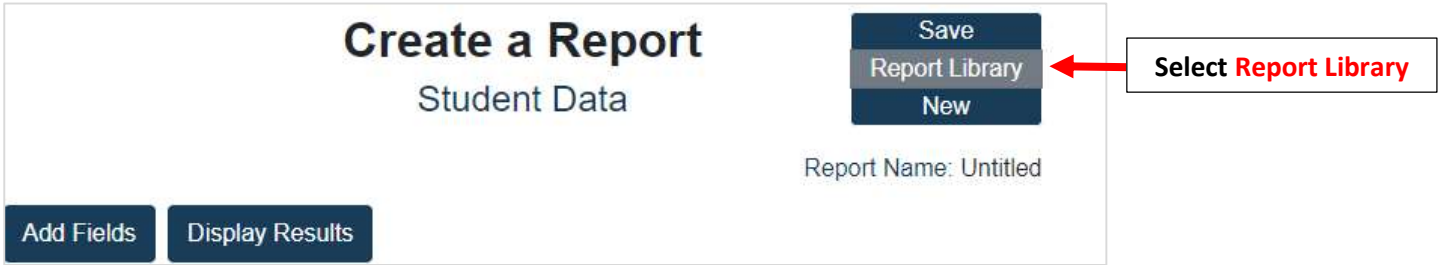 Create a Report
Student Data
Save
Report Library
New
Select Report Library
Report Name: Untitled
Add Fields
Display Results